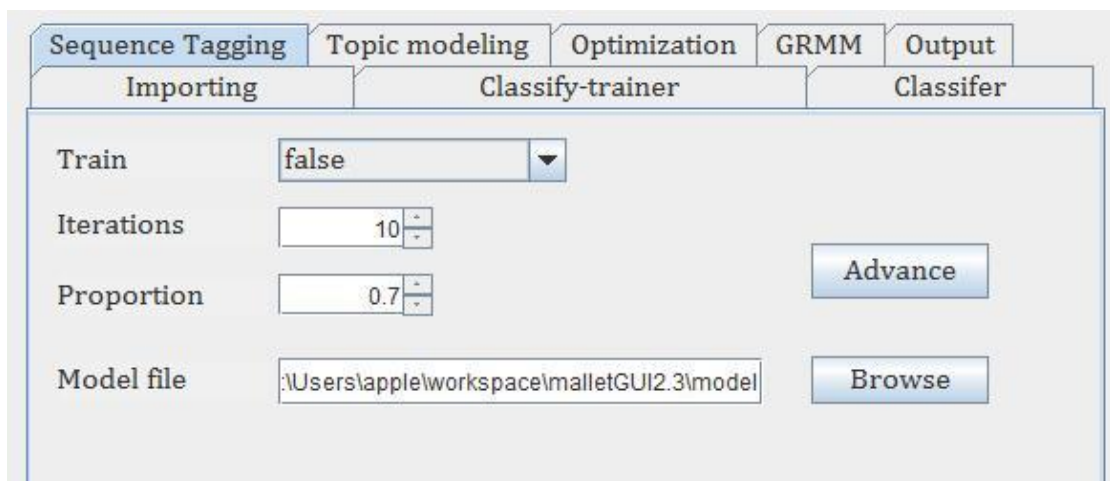 Sequence Tagging Topic modeling Optimization GRMM Output
Importing Classify-trainer Classifer
Train false
Iterations 10
Advance
Proportion 0.7
Model file :\Users\apple\workspace\malletGUI2.3\model Browse